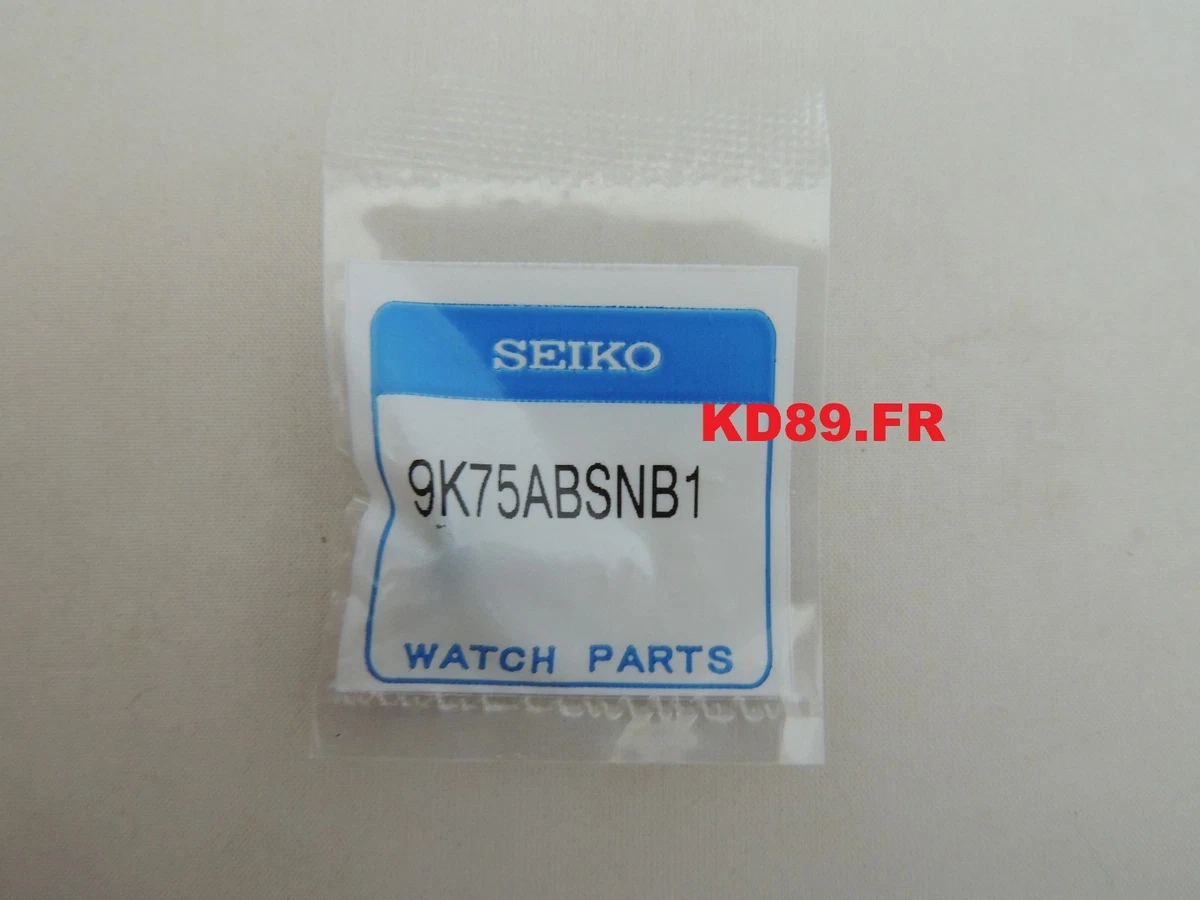 SEIKO
KD89.FR
9K75ABSNB1
WATCH PARTS